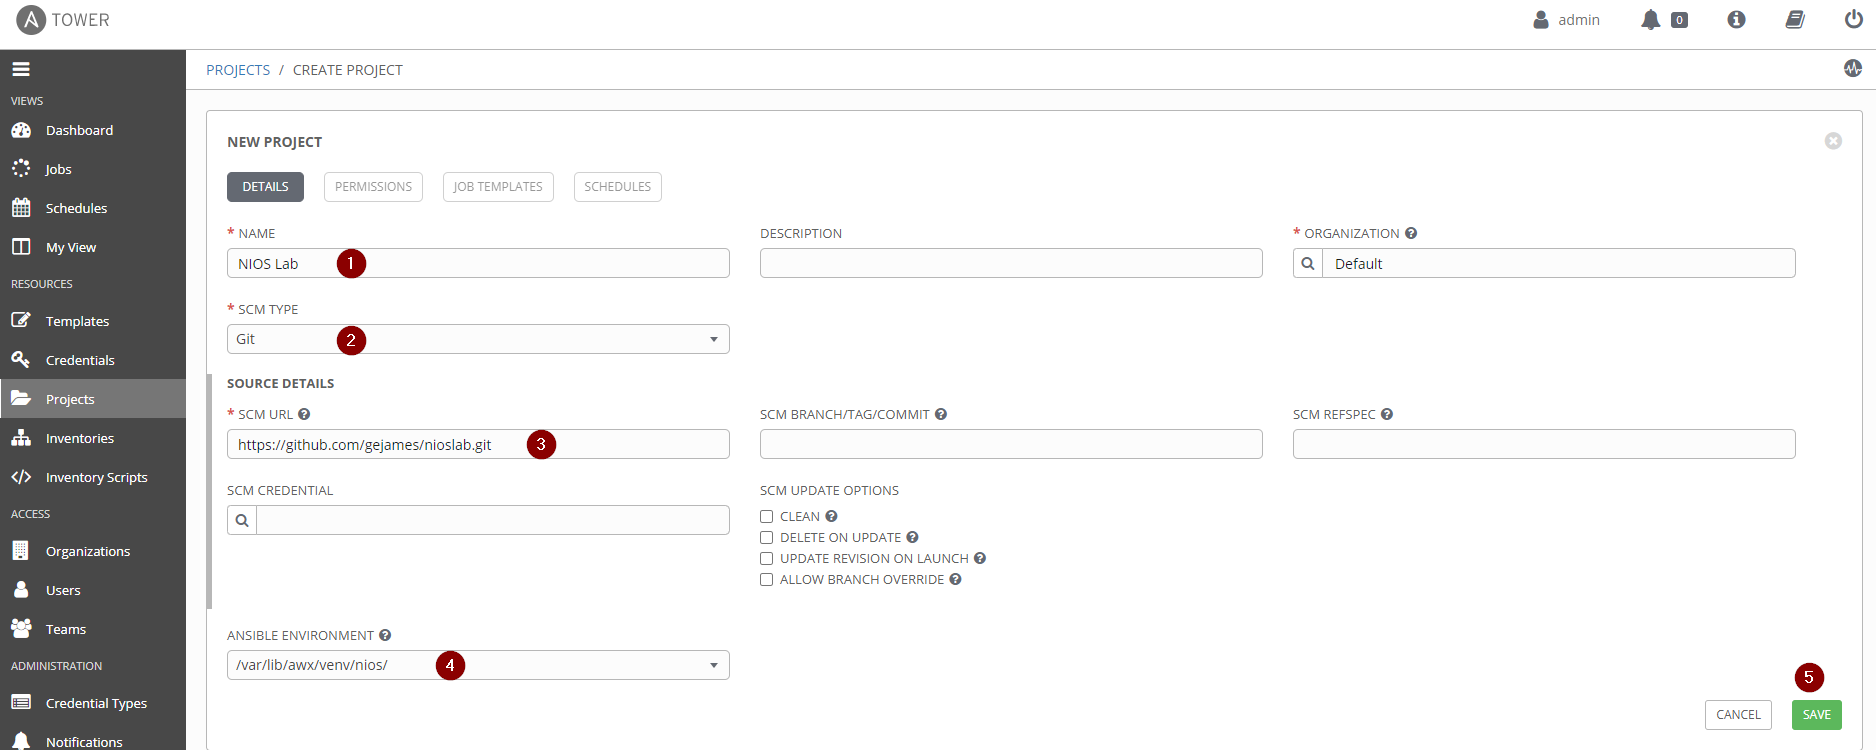 A TOWER
admin
0
VIEWS
Dashboard
Jobs
Schedules
My View
RESOURCES
Templates
Credentials
Projects
Inventories
Inventory Scripts
ACCESS
Organizations
Users
Teams
ADMINISTRATION
Credential Types
Notifications
PROJECTS / CREATE PROJECT
NEW PROJECT
DETAILS PERMISSIONS JOB TEMPLATES SCHEDULES
* NAME DESCRIPTION * ORGANIZATION
NIOS Lab 1 Default
* SCM TYPE
Git 2
SOURCE DETAILS
* SCM URL SCM BRANCH/TAG/COMMIT SCM REFSPEC
https://github.com/gejames/nioslab.git 3
SCM CREDENTIAL SCM UPDATE OPTIONS
CLEAN
DELETE ON UPDATE
UPDATE REVISION ON LAUNCH
ALLOW BRANCH OVERRIDE
ANSIBLE ENVIRONMENT
/var/lib/awx/venv/nios/ 4
5
CANCEL SAVE